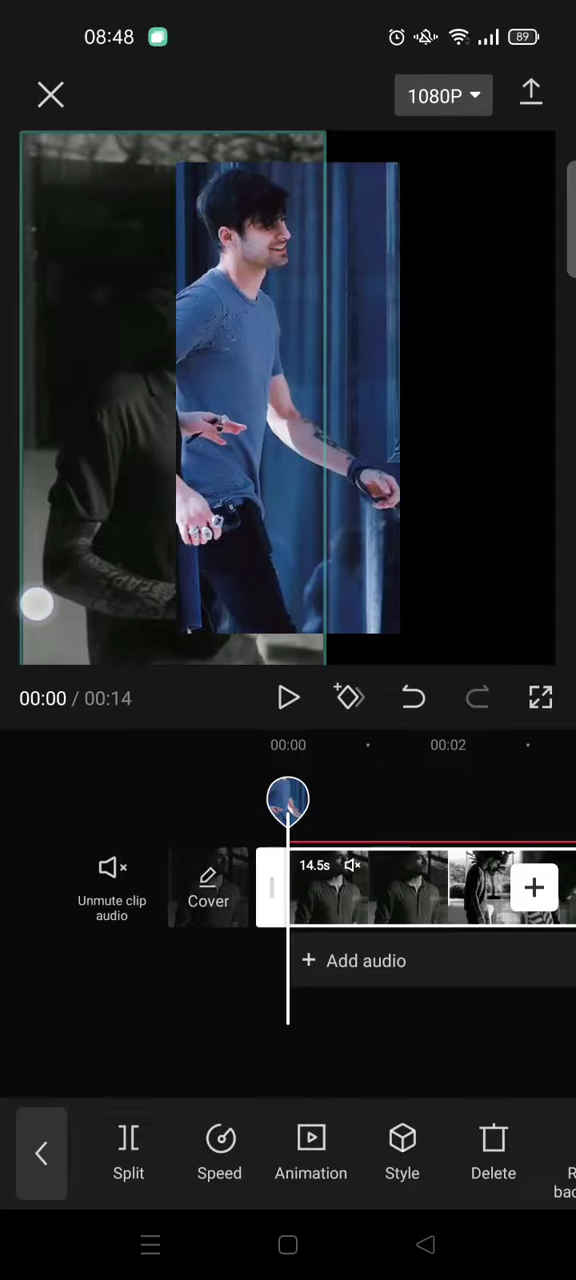 08:48
89
1080P
00:00 / 00:14
00:00
00:02
14.5s
Unmute clip
audio
Cover
+ Add audio
Split
Speed
Animation
Style
Delete